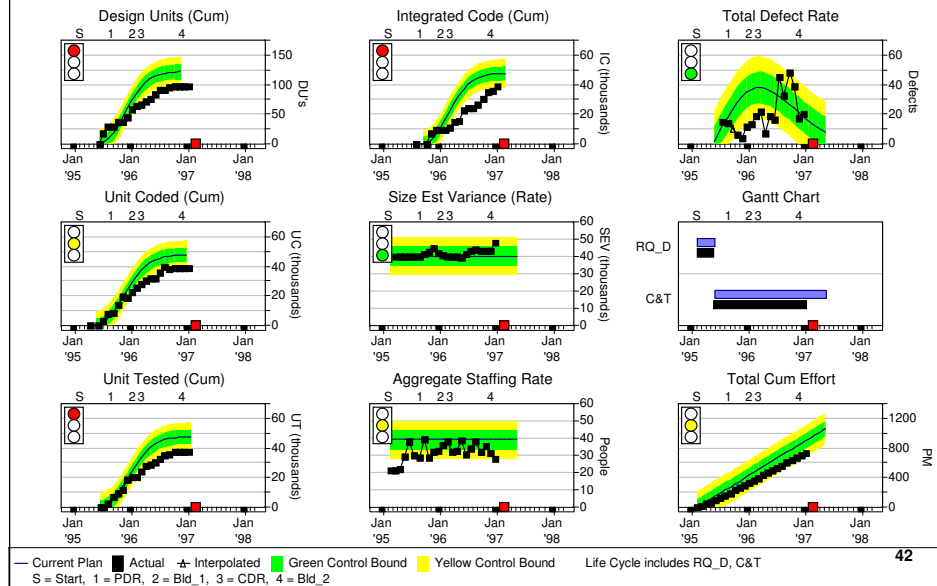 Design Units (Cum)
S 1 2 3 4
150
100
50
0
DU's
Jan Jan Jan Jan
'95 '96 '97 '98
Integrated Code (Cum)
S 1 2 3 4
60
40
20
0
IC (thousands)
Jan Jan Jan Jan
'95 '96 '97 '98
Total Defect Rate
S 1 2 3 4
60
40
20
0
Defects
Jan Jan Jan Jan
'95 '96 '97 '98
Unit Coded (Cum)
S 1 2 3 4
60
40
20
0
UC (thousands)
Jan Jan Jan Jan
'95 '96 '97 '98
Size Est Variance (Rate)
S 1 2 3 4
60
50
40
30
20
10
0
SEV (thousands)
Jan Jan Jan Jan
'95 '96 '97 '98
Gantt Chart
S 1 2 3 4
RQ_D
C&T
Jan Jan Jan Jan
'95 '96 '97 '98
Unit Tested (Cum)
S 1 2 3 4
60
40
20
0
UT (thousands)
Jan Jan Jan Jan
'95 '96 '97 '98
Aggregate Staffing Rate
S 1 2 3 4
60
50
40
30
20
10
0
People
Jan Jan Jan Jan
'95 '96 '97 '98
Total Cum Effort
S 1 2 3 4
1200
800
400
0
PM
Jan Jan Jan Jan
'95 '96 '97 '98
Current Plan Actual Interpolated Green Control Bound Yellow Control Bound Life Cycle includes RQ_D, C&T
S = Start, 1 = PDR, 2 = Bld_1, 3 = CDR, 4 = Bld_2
42